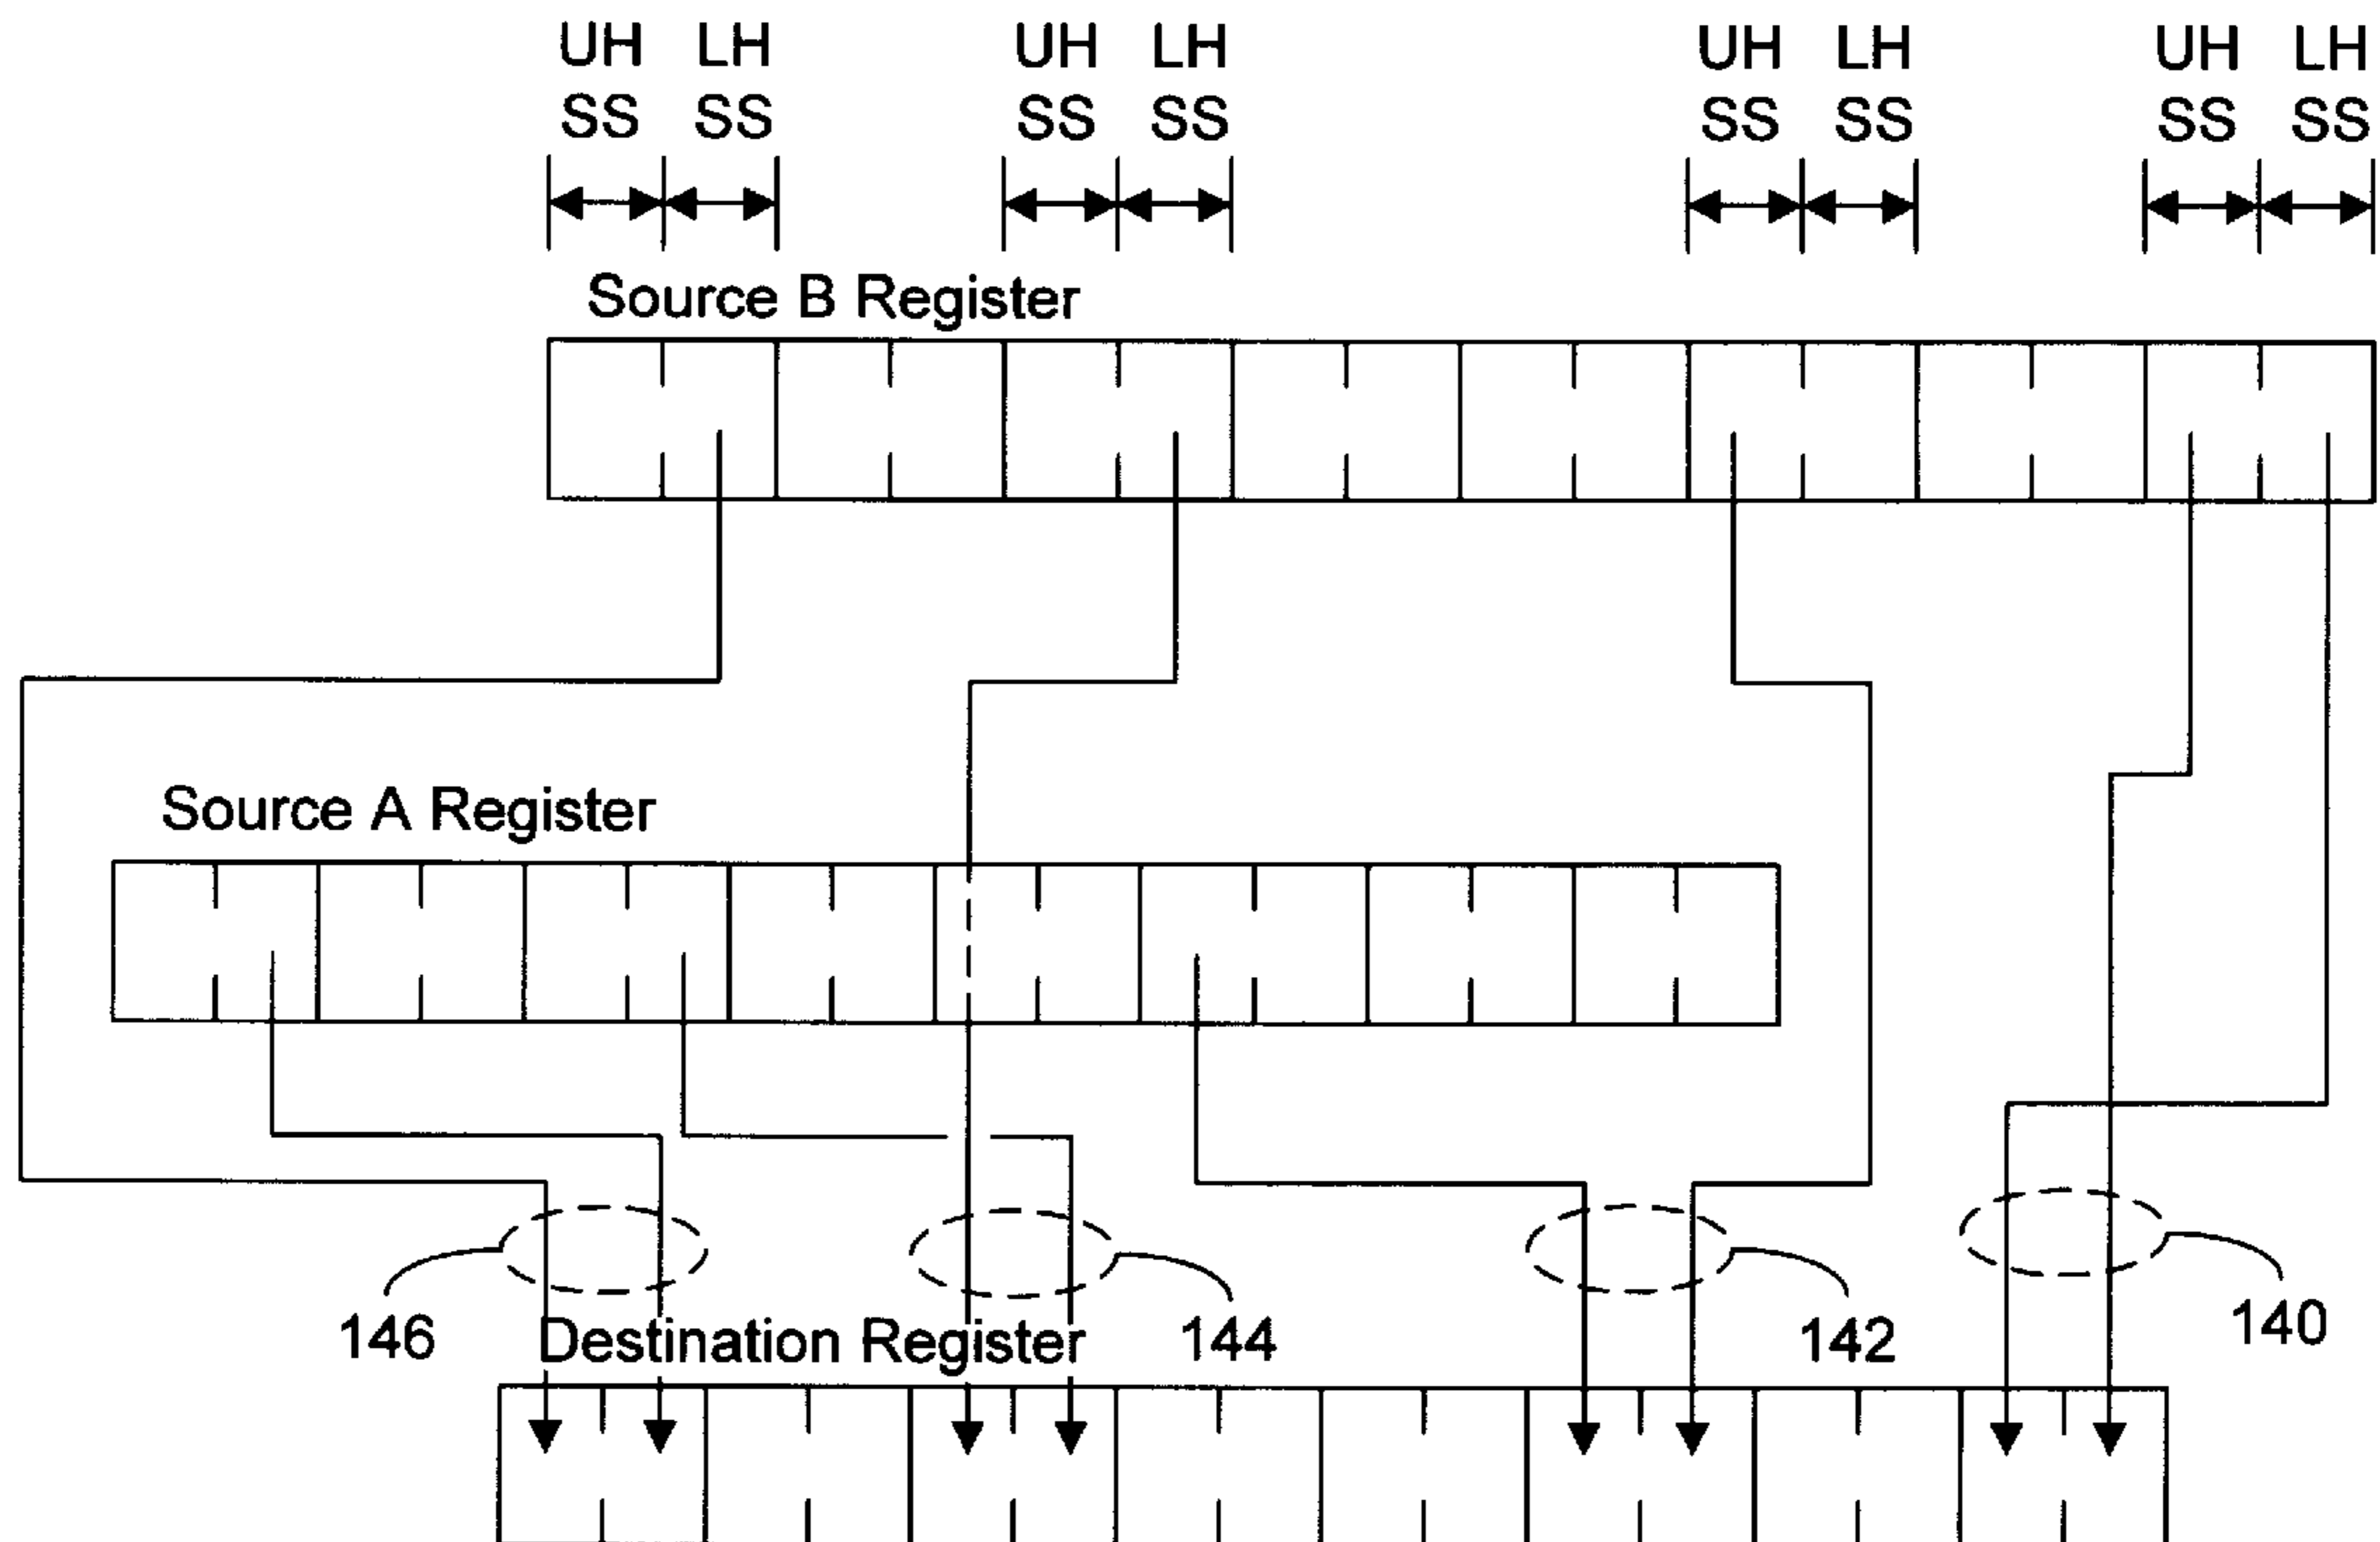 UH LH UH LH UH LH UH LH
SS SS SS SS SS SS SS SS
Source B Register
Source A Register
146 Destination Register 144 142 140